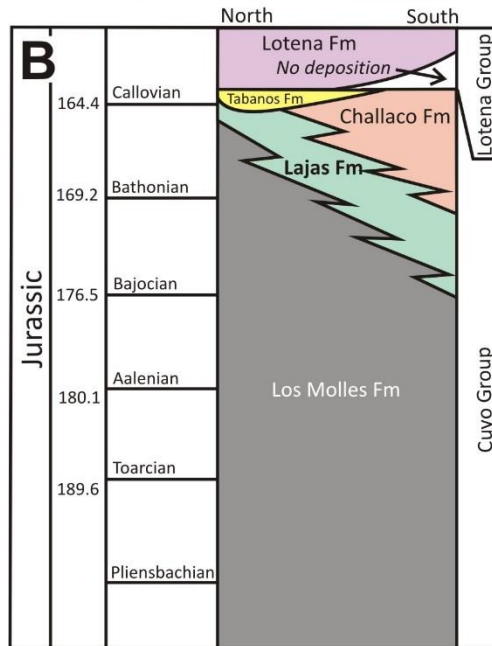 North
South
B
Lotena Fm
No deposition
Lotena Group
Callovian
164.4
Tabanos Fm
Challaco Fm
Lajas Fm
169.2
Bathonian
176.5
Bajocian
Jurassic
Aalenian
180.1
Los Molles Fm
Cuyo Group
Toarcian
189.6
Pliensbachian